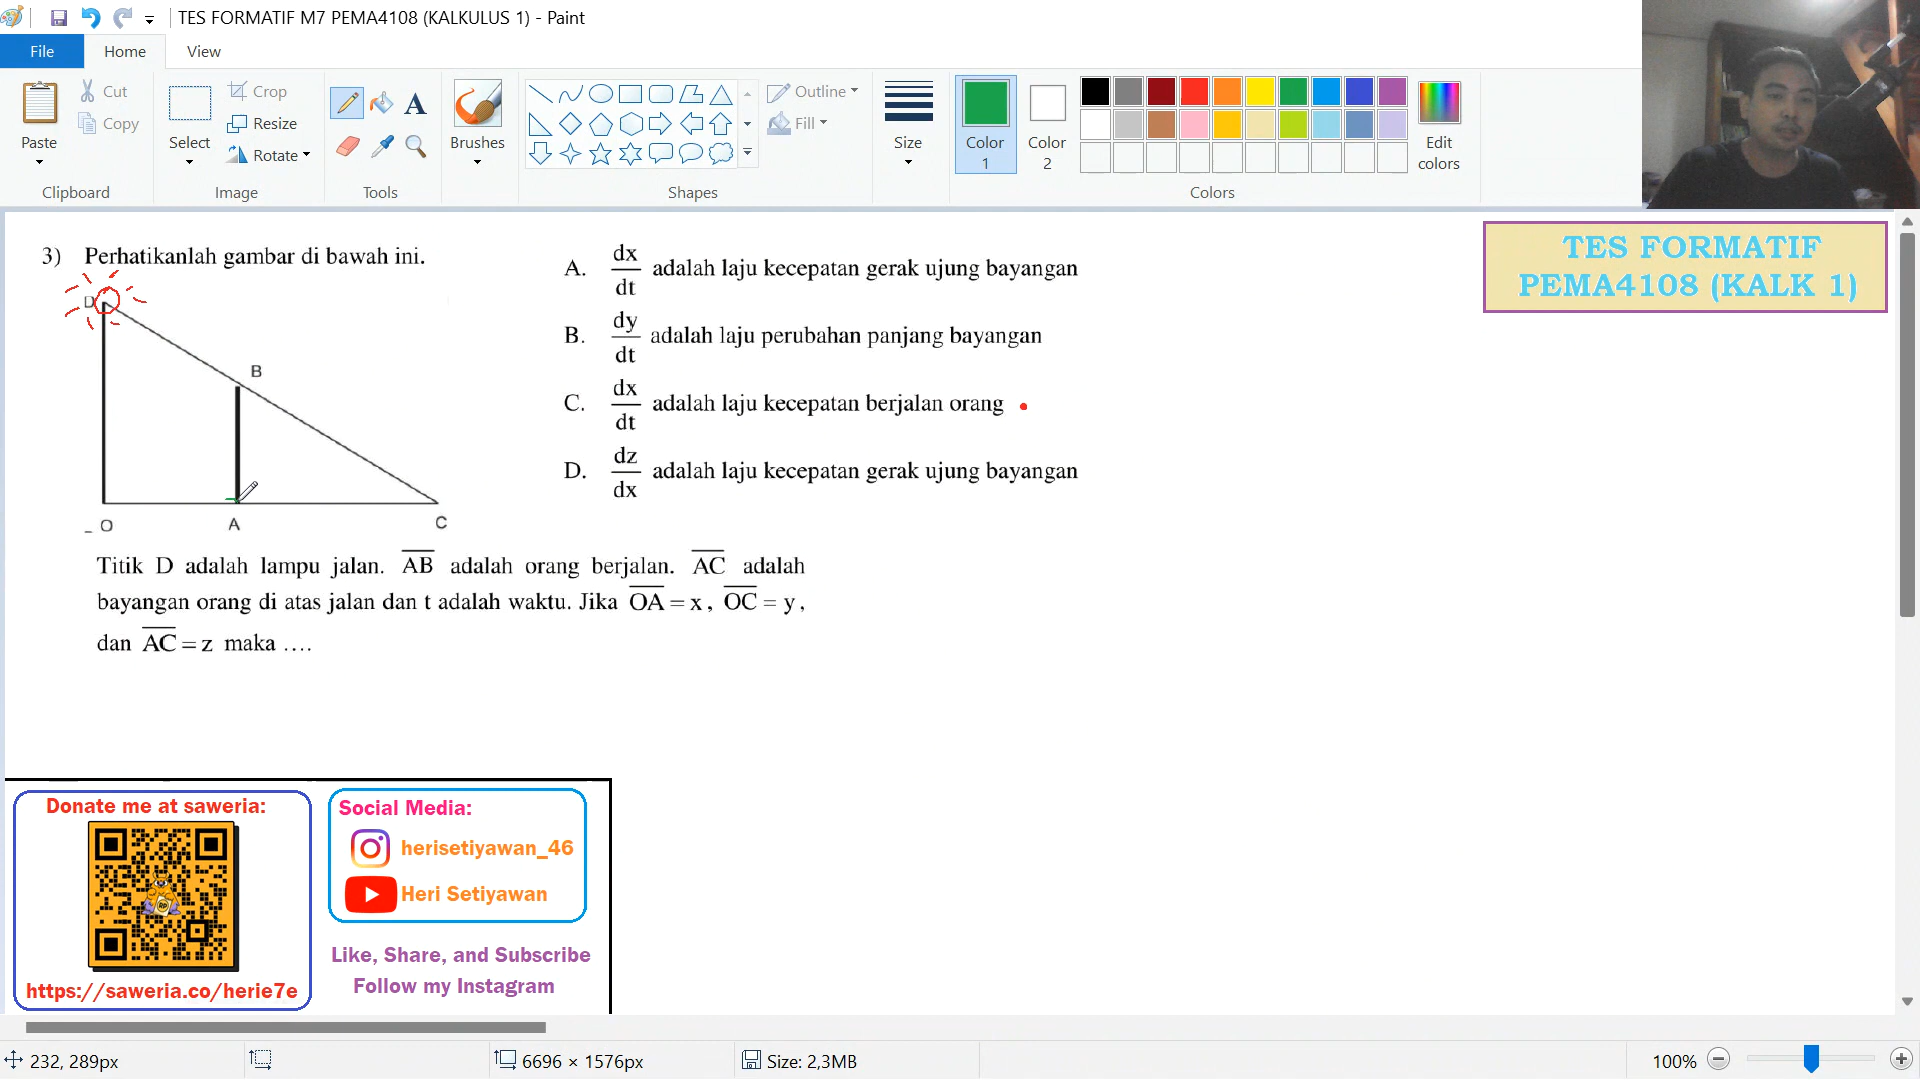 TES FORMATIF M7 PEMA4108 (KALKULUS 1) - Paint
File Home View
Paste
Cut
Copy
Clipboard
Select
Crop
Resize
Rotate
Image
A
Tools
Brushes
Outline
Fill
Shapes
Size
Color 1
Color 2
Edit colors
Colors
TES FORMATIF
PEMA4108 (KALK 1)
3) Perhatikanlah gambar di bawah ini.
D
B
O A C
Titik D adalah lampu jalan. AB adalah orang berjalan. AC adalah
bayangan orang di atas jalan dan t adalah waktu. Jika OA = x, OC = y,
dan AC = z maka ....
A. dx/dt adalah laju kecepatan gerak ujung bayangan
B. dy/dt adalah laju perubahan panjang bayangan
C. dx/dt adalah laju kecepatan berjalan orang
D. dz/dx adalah laju kecepatan gerak ujung bayangan
Donate me at saweria:
RP
https://saweria.co/herie7e
Social Media:
herisetiyawan_46
Heri Setiyawan
Like, Share, and Subscribe
Follow my Instagram
232, 289px
6696 × 1576px
Size: 2,3MB
100%